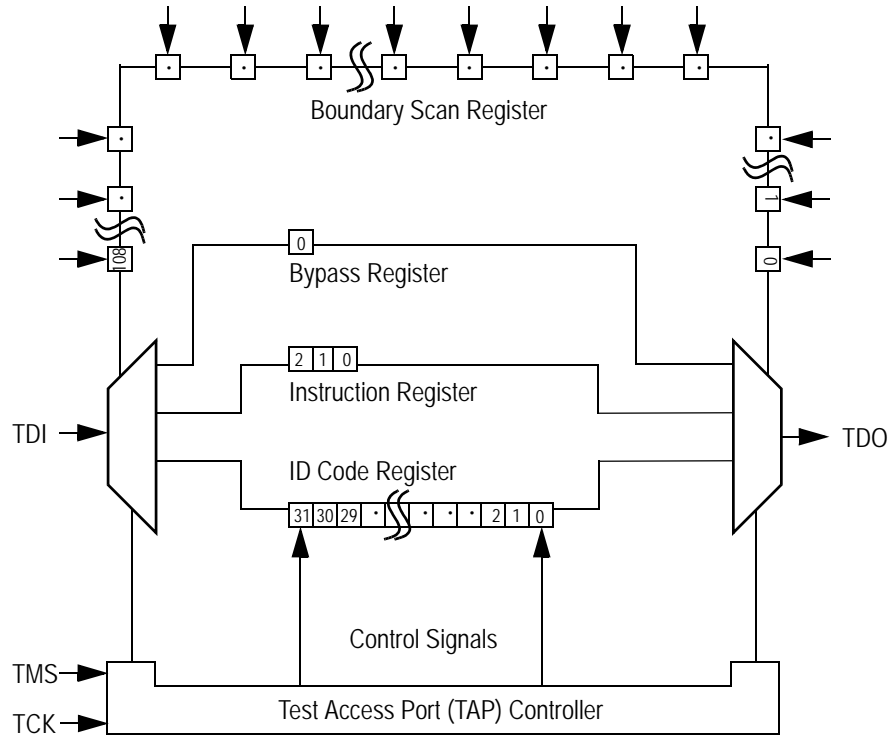 Boundary Scan Register
1
108
0
0
Bypass Register
2 1 0
Instruction Register
TDI
TDO
ID Code Register
31 30 29 · · · · 2 1 0
Control Signals
TMS
Test Access Port (TAP) Controller
TCK